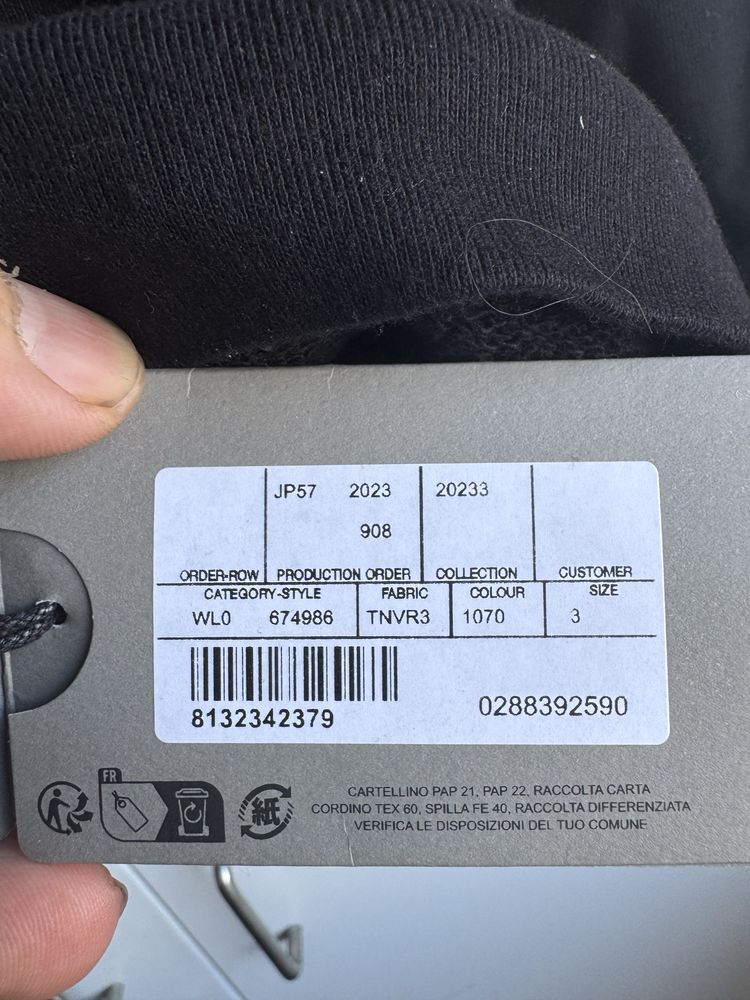 JP57 2023 20233
908
ORDER-ROW PRODUCTION ORDER COLLECTION CUSTOMER
CATEGORY-STYLE FABRIC COLOUR SIZE
WL0 674986 TNVR3 1070 3
8132342379 0288392590
FR
紙
CARTELLINO PAP 21, PAP 22, RACCOLTA CARTA
CORDINO TEX 60, SPILLA FE 40, RACCOLTA DIFFERENZIATA
VERIFICA LE DISPOSIZIONI DEL TUO COMUNE